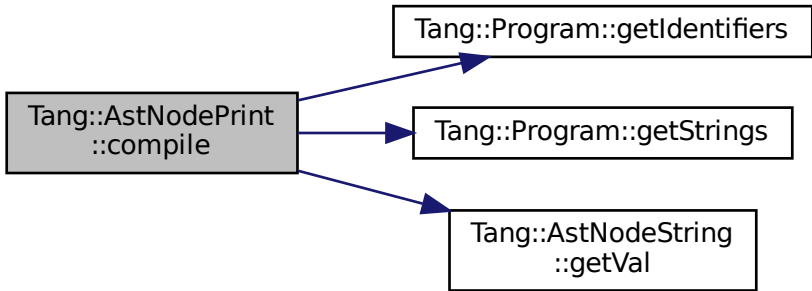 Tang::AstNodePrint
::compile
Tang::Program::getIdentifiers
Tang::Program::getStrings
Tang::AstNodeString
::getVal